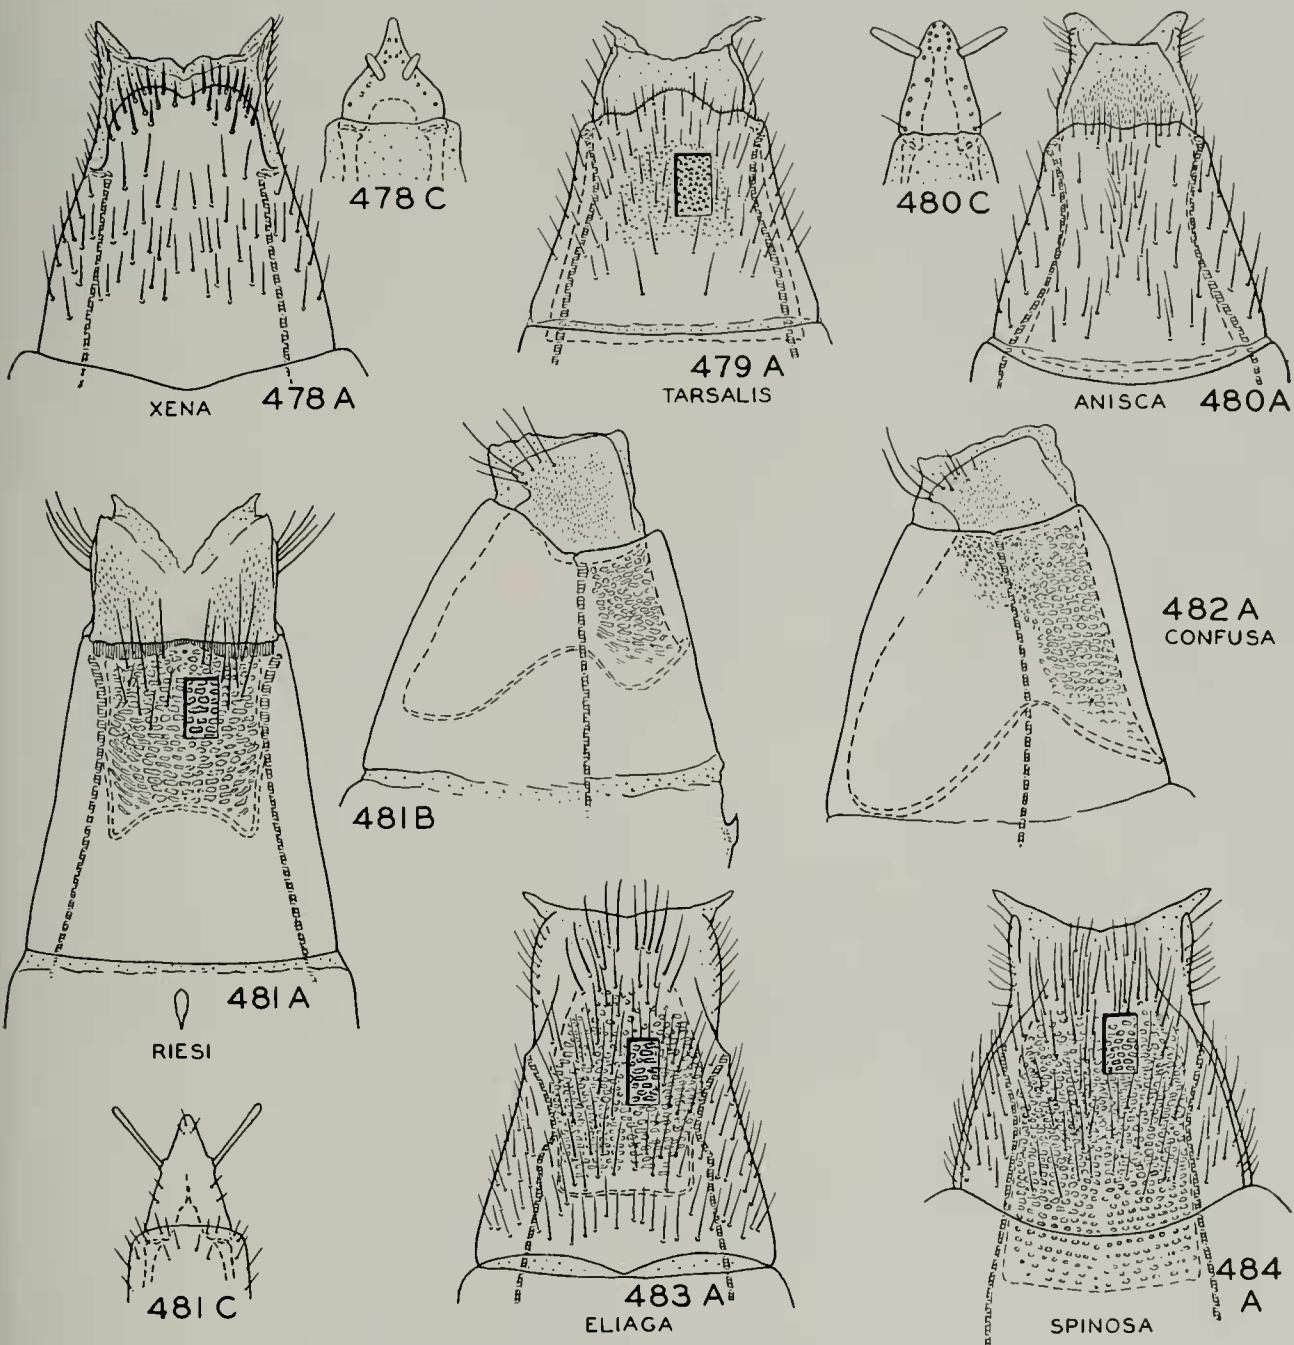 478 C
480 C
479 A
TARSALIS
XENA
478 A
ANISCA
480 A
482 A
CONFUSA
481 B
481 A
RIESI
481 C
483 A
ELIAGA
484
A
SPINOSA